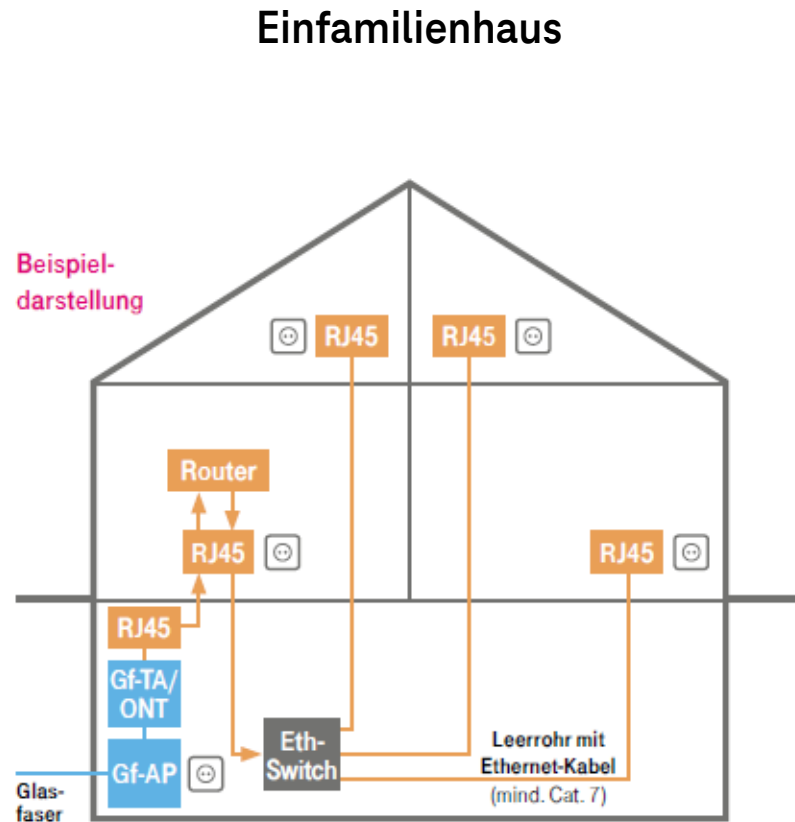 Einfamilienhaus
Beispiel-
darstellung
RJ45
RJ45
Router
RJ45
RJ45
RJ45
Gf-TA/
ONT
Gf-AP
Eth-
Switch
Leerrohr mit
Ethernet-Kabel
(mind. Cat. 7)
Glas-
faser